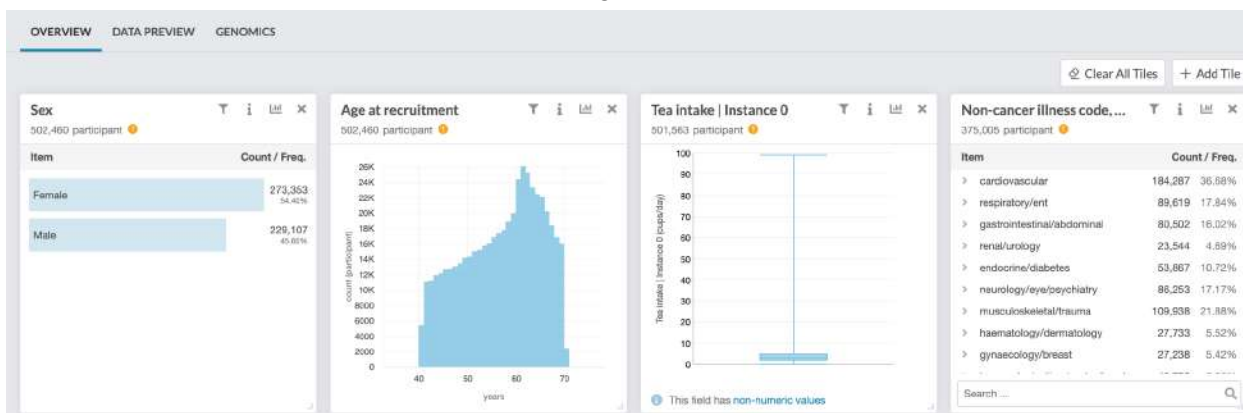 OVERVIEW DATA PREVIEW GENOMICS
Clear All Tiles + Add Tile
Sex
502,460 participant
Item Count / Freq.
Female 273,353
54.40%
Male 229,107
45.60%
Age at recruitment
502,460 participant
count (participant)
26K
24K
22K
20K
18K
16K
14K
12K
10K
8000
6000
4000
2000
0
40 50 60 70
years
Tea intake | Instance 0
501,563 participant
Tea intake | Instance 0 (cups/day)
100
90
80
70
60
50
40
30
20
10
0
This field has non-numeric values
Non-cancer illness code, ...
375,005 participant
Item Count / Freq.
cardiovascular 184,287 36.68%
respiratory/ent 89,619 17.84%
gastrointestinal/abdominal 80,502 16.02%
renal/urology 23,544 4.69%
endocrine/diabetes 53,867 10.72%
neurology/eye/psychiatry 86,253 17.17%
musculoskeletal/trauma 109,938 21.88%
haematology/dermatology 27,733 5.52%
gynaecology/breast 27,238 5.42%
Search ...